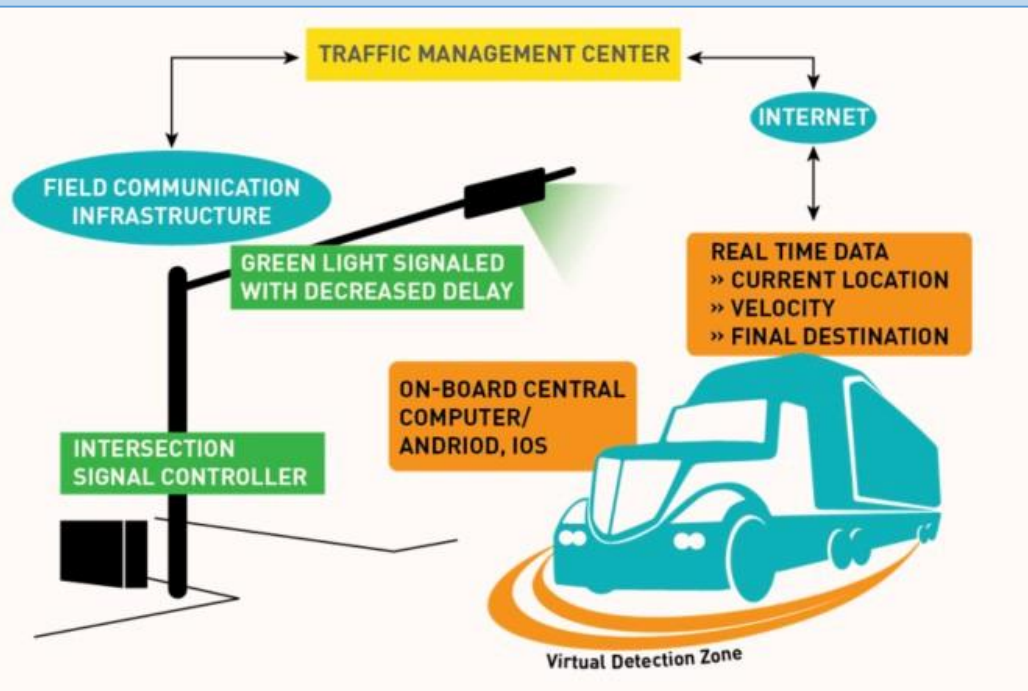 TRAFFIC MANAGEMENT CENTER
INTERNET
FIELD COMMUNICATION
INFRASTRUCTURE
GREEN LIGHT SIGNALED
WITH DECREASED DELAY
REAL TIME DATA
» CURRENT LOCATION
» VELOCITY
» FINAL DESTINATION
ON-BOARD CENTRAL
COMPUTER/
ANDRIOD, IOS
INTERSECTION
SIGNAL CONTROLLER
Virtual Detection Zone